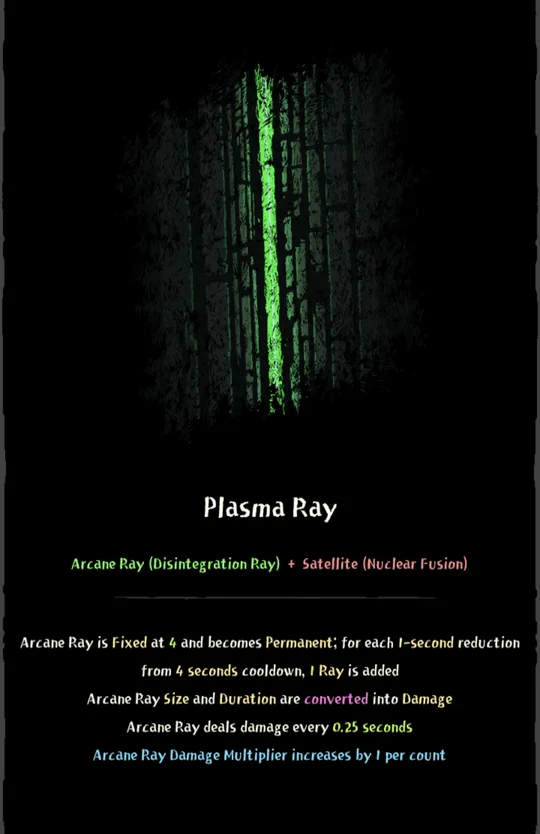 Plasma Ray
Arcane Ray (Disintegration Ray) + Satellite (Nuclear Fusion)
Arcane Ray is Fixed at 4 and becomes Permanent; for each 1-second reduction
from 4 seconds cooldown, 1 Ray is added
Arcane Ray Size and Duration are converted into Damage
Arcane Ray deals damage every 0.25 seconds
Arcane Ray Damage Multiplier increases by 1 per count